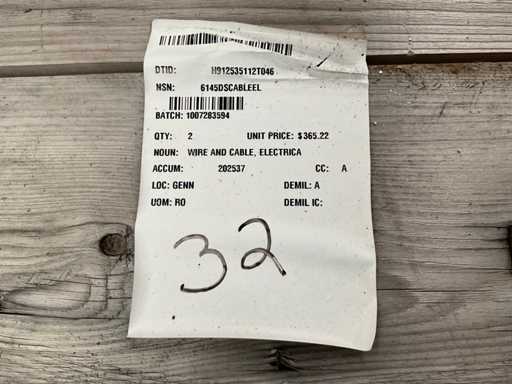 DTID: H912535112T046
NSN: 6145DSCABLEEL
BATCH: 1007283594
QTY: 2 UNIT PRICE: $365.22
NOUN: WIRE AND CABLE, ELECTRICA
ACCUM: 202537 CC: A
LOC: GENN DEMIL: A
UOM: RO DEMIL IC:
32